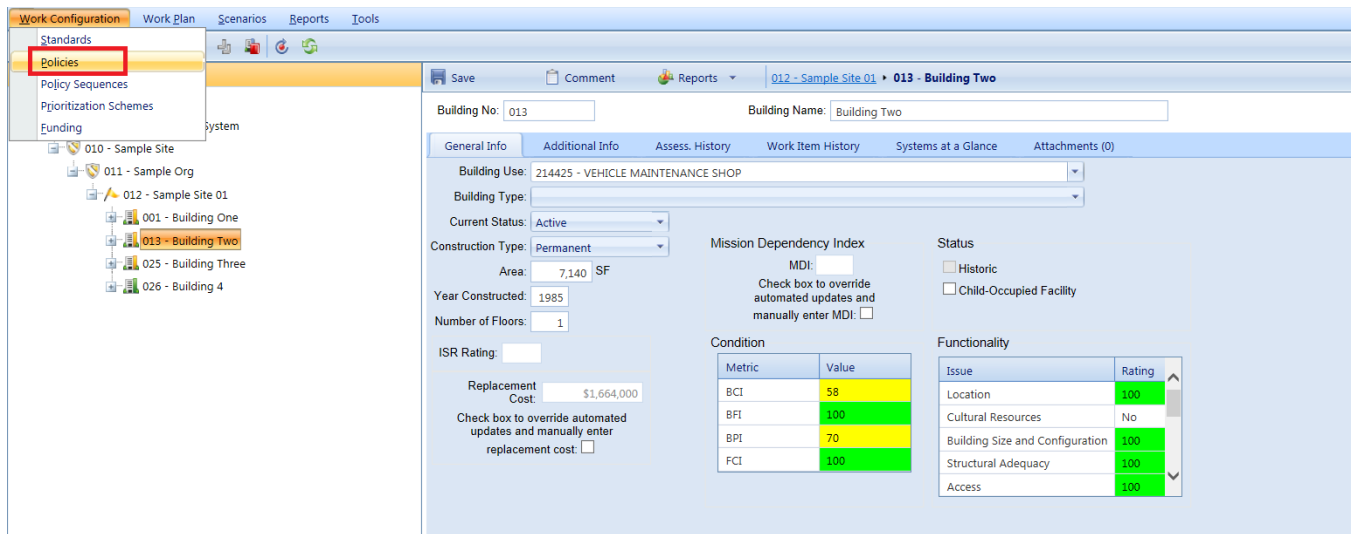 Work Configuration Work Plan Scenarios Reports Tools
Standards
Policies
Policy Sequences
Prioritization Schemes
Funding
System
010 - Sample Site
011 - Sample Org
012 - Sample Site 01
001 - Building One
013 - Building Two
025 - Building Three
026 - Building 4
Save Comment Reports 012 - Sample Site 01 013 - Building Two
Building No: 013 Building Name: Building Two
General Info Additional Info Assess. History Work Item History Systems at a Glance Attachments (0)
Building Use: 214425 - VEHICLE MAINTENANCE SHOP
Building Type:
Current Status: Active
Construction Type: Permanent
Area: 7,140 SF
Year Constructed: 1985
Number of Floors: 1
ISR Rating:
Replacement
Cost: $1,664,000
Check box to override automated
updates and manually enter
replacement cost:
Mission Dependency Index
MDI:
Check box to override
automated updates and
manually enter MDI:
Status
Historic
Child-Occupied Facility
Condition
Metric Value
BCI 58
BFI 100
BPI 70
FCI 100
Functionality
Issue Rating
Location 100
Cultural Resources No
Building Size and Configuration 100
Structural Adequacy 100
Access 100